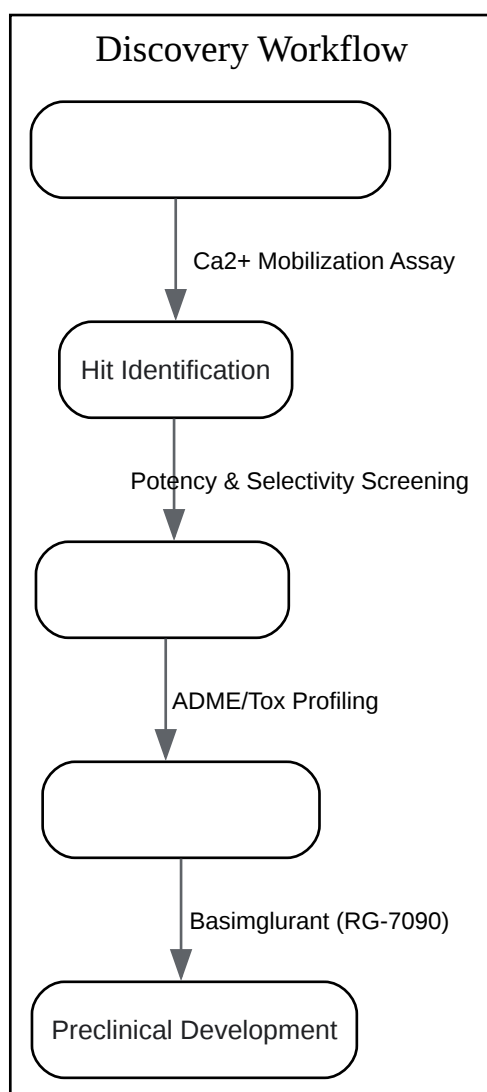 Discovery Workflow
Ca2+ Mobilization Assay
Hit Identification
Potency & Selectivity Screening
ADME/Tox Profiling
Basimglurant (RG-7090)
Preclinical Development